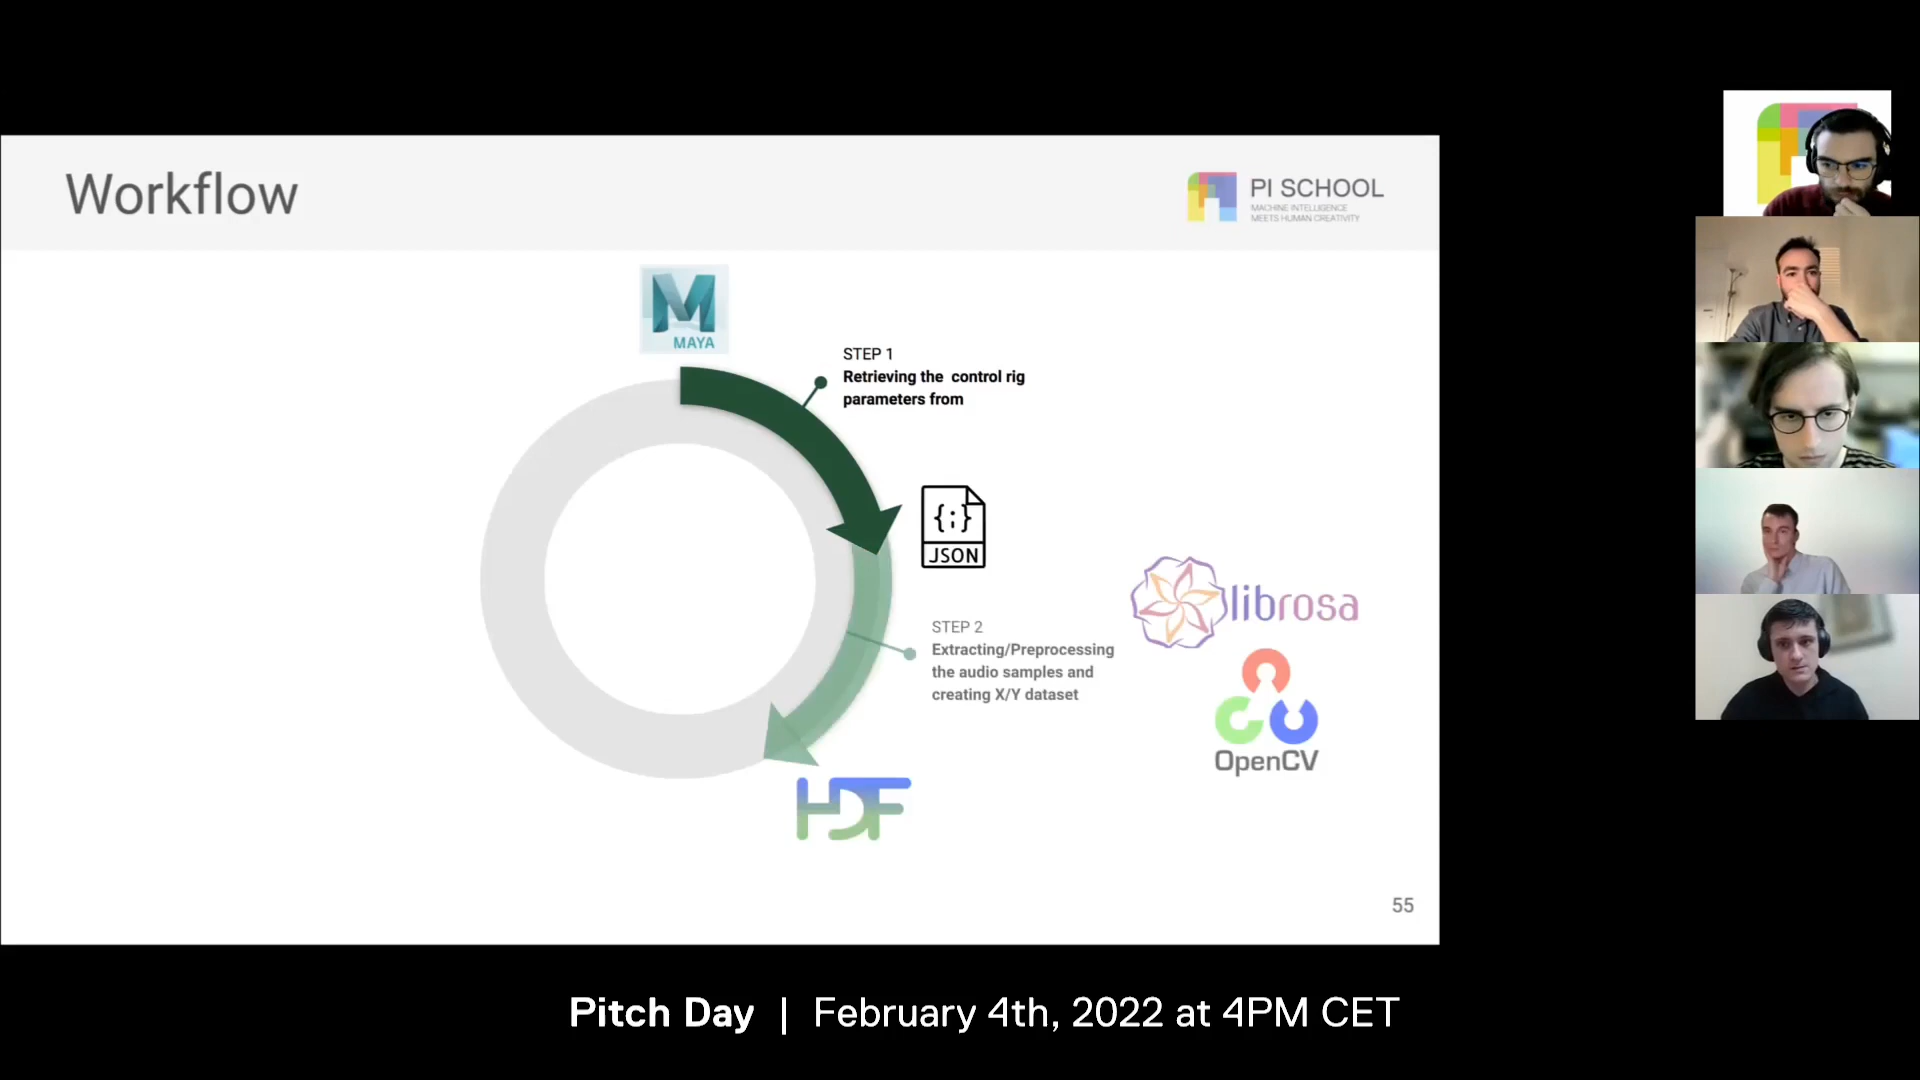 Workflow
PI SCHOOL
MACHINE INTELLIGENCE
MEETS HUMAN CREATIVITY
MAYA
STEP 1
Retrieving the control rig
parameters from
{;}
JSON
librosa
STEP 2
Extracting/Preprocessing
the audio samples and
creating X/Y dataset
OpenCV
HDF
55
Pitch Day | February 4th, 2022 at 4PM CET